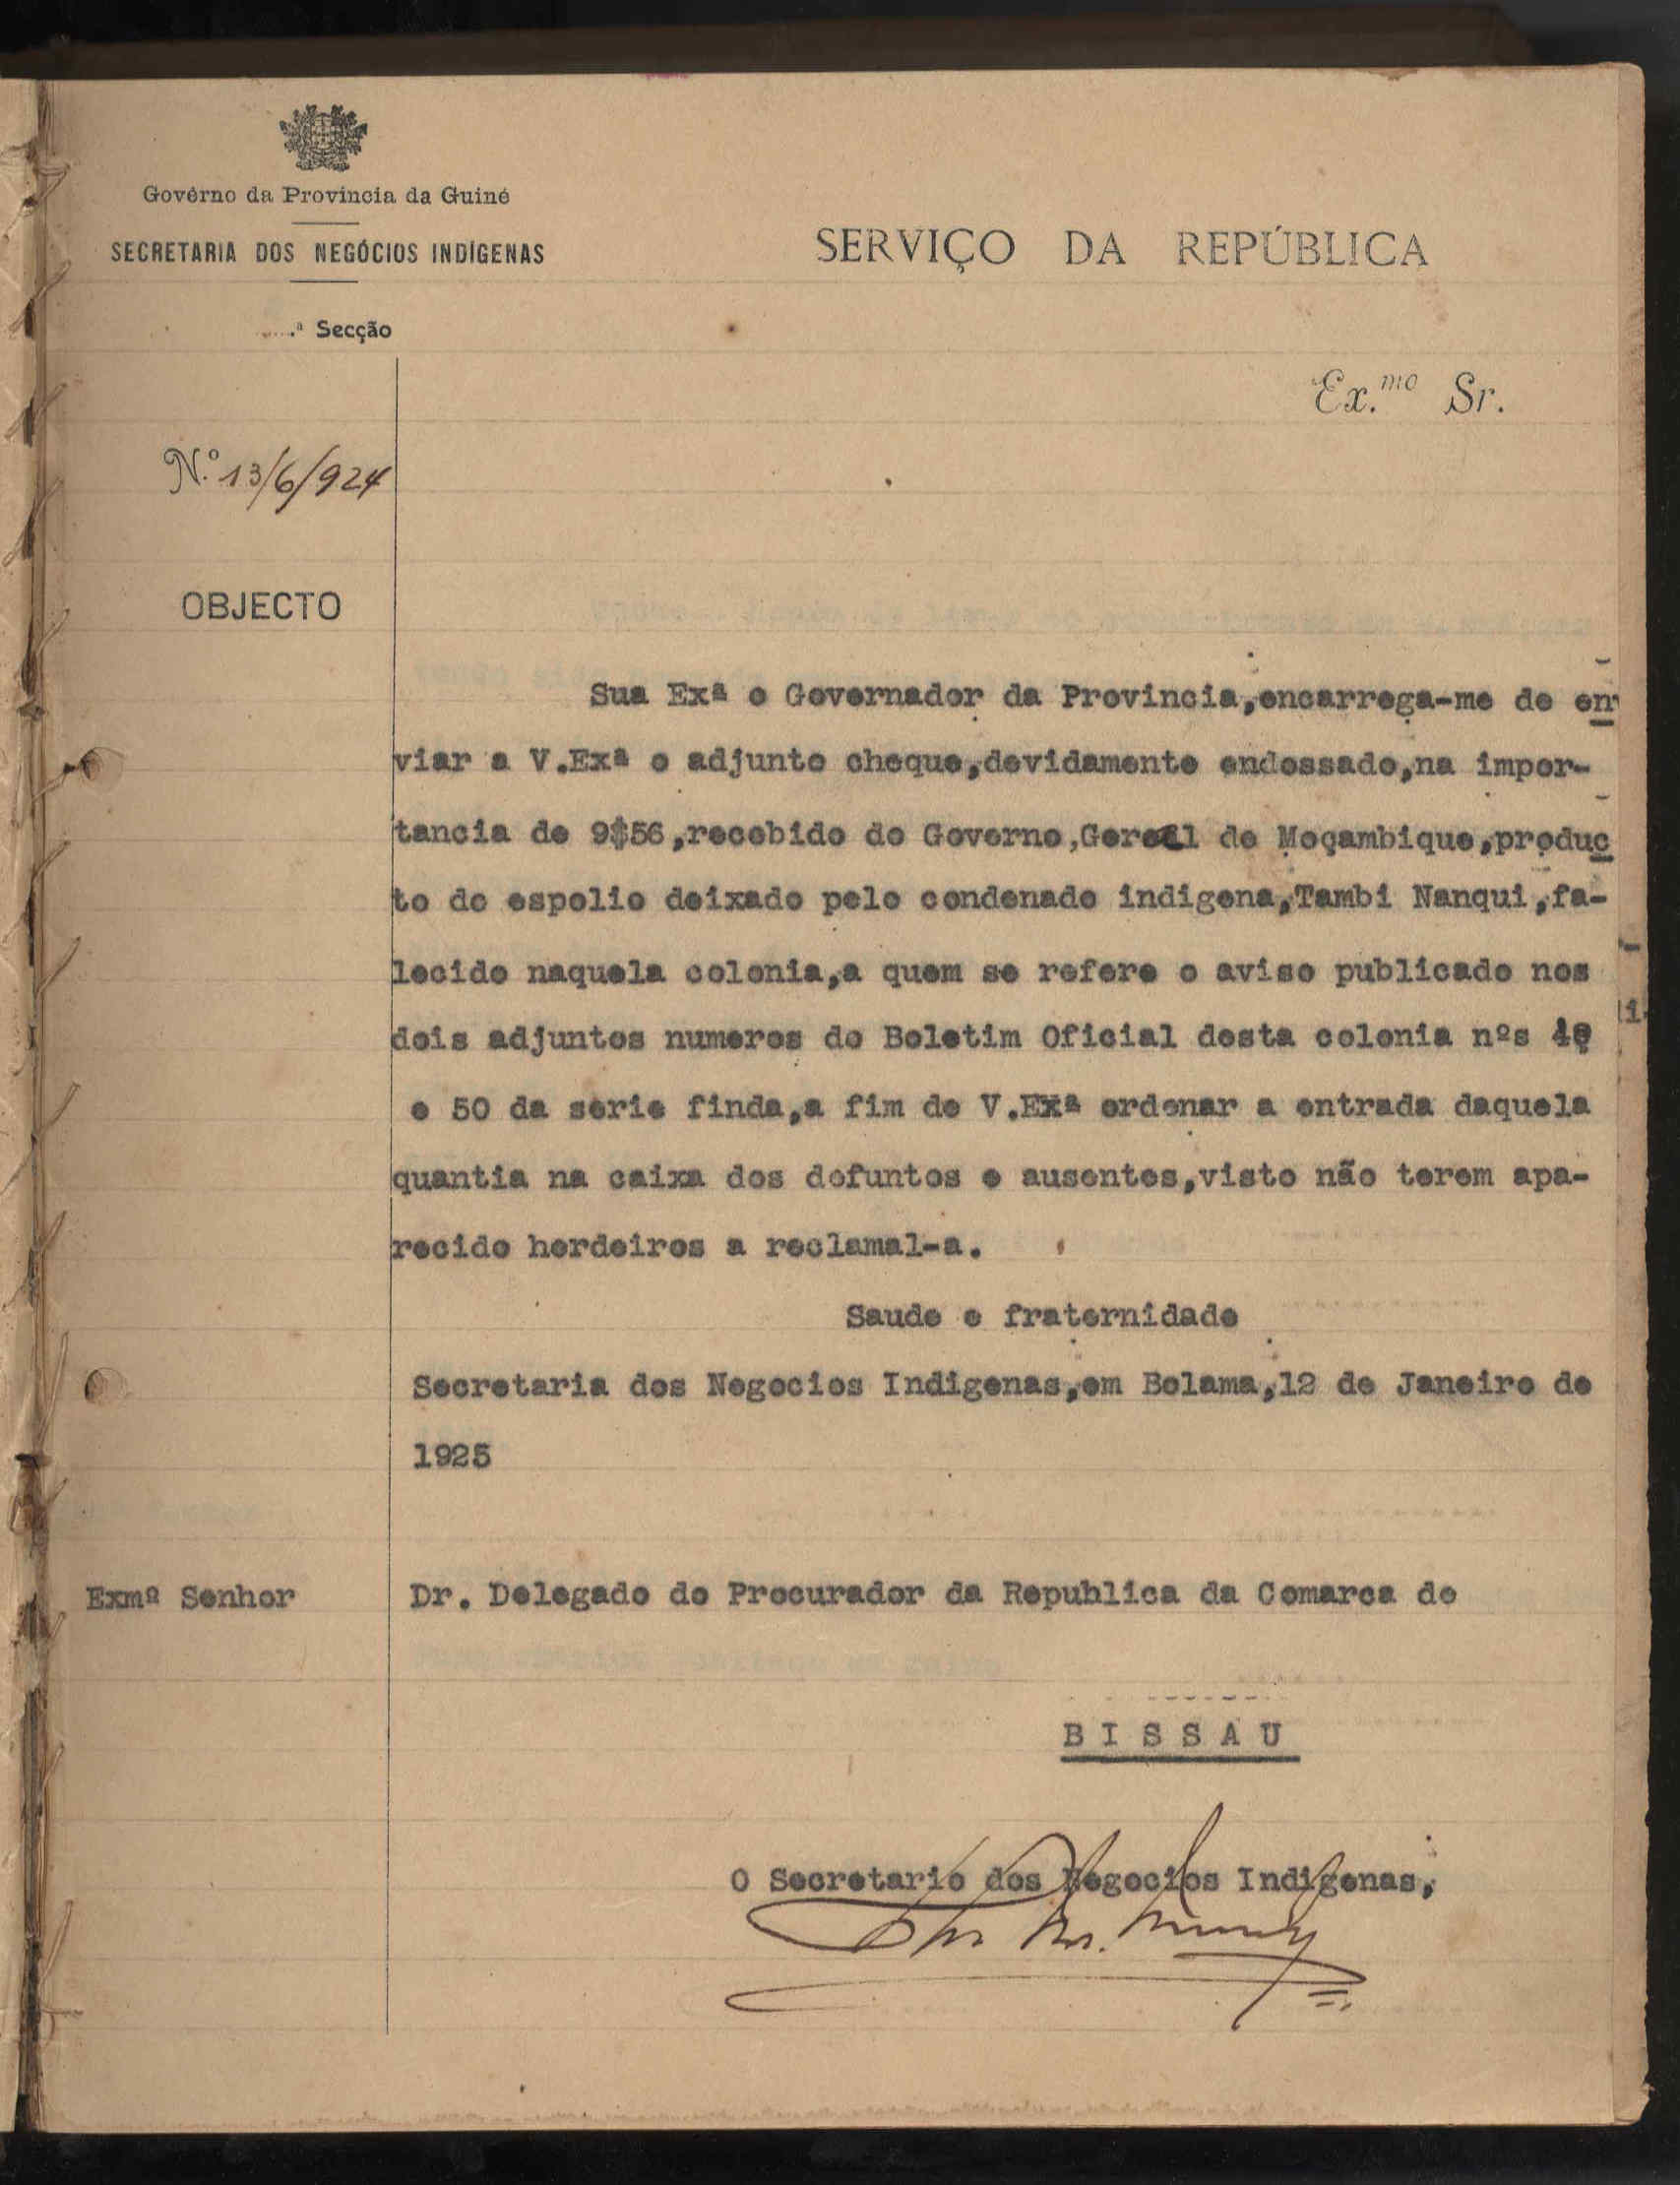 Govêrno da Provincia da Guiné
SECRETARIA DOS NEGÓCIOS INDÍGENAS
SERVIÇO DA REPÚBLICA
.....ª Secção
Ex.mo Sr.
N.º 13/6/924
OBJECTO
Sua Exª o Governador da Provincia,encarrega-me de en
viar a V.Exª o adjunto cheque,devidamente endossado,na impor-
tancia de 9$56,recebido do Governo,Geral de Moçambique,produc
to do espolio deixado pelo condenado indigena,Tambi Nanqui,fa-
lecido naquela colonia,a quem se refere o aviso publicado nos
dois adjuntos numeros do Boletim Oficial desta colonia nºs
e 50 da serie finda,a fim de V.Exª ordenar a entrada daquela
quantia na caixa dos defuntos e ausentes,visto não terem apa-
recido herdeiros a reclamal-a.
Saude e fraternidade
Secretaria dos Negocios Indigenas,em Bolama,12 de Janeiro de
1925
Exmº Senhor Dr. Delegado do Procurador da Republica da Comarca de
-------
BISSAU
O Secretario dos Negocios Indigenas,